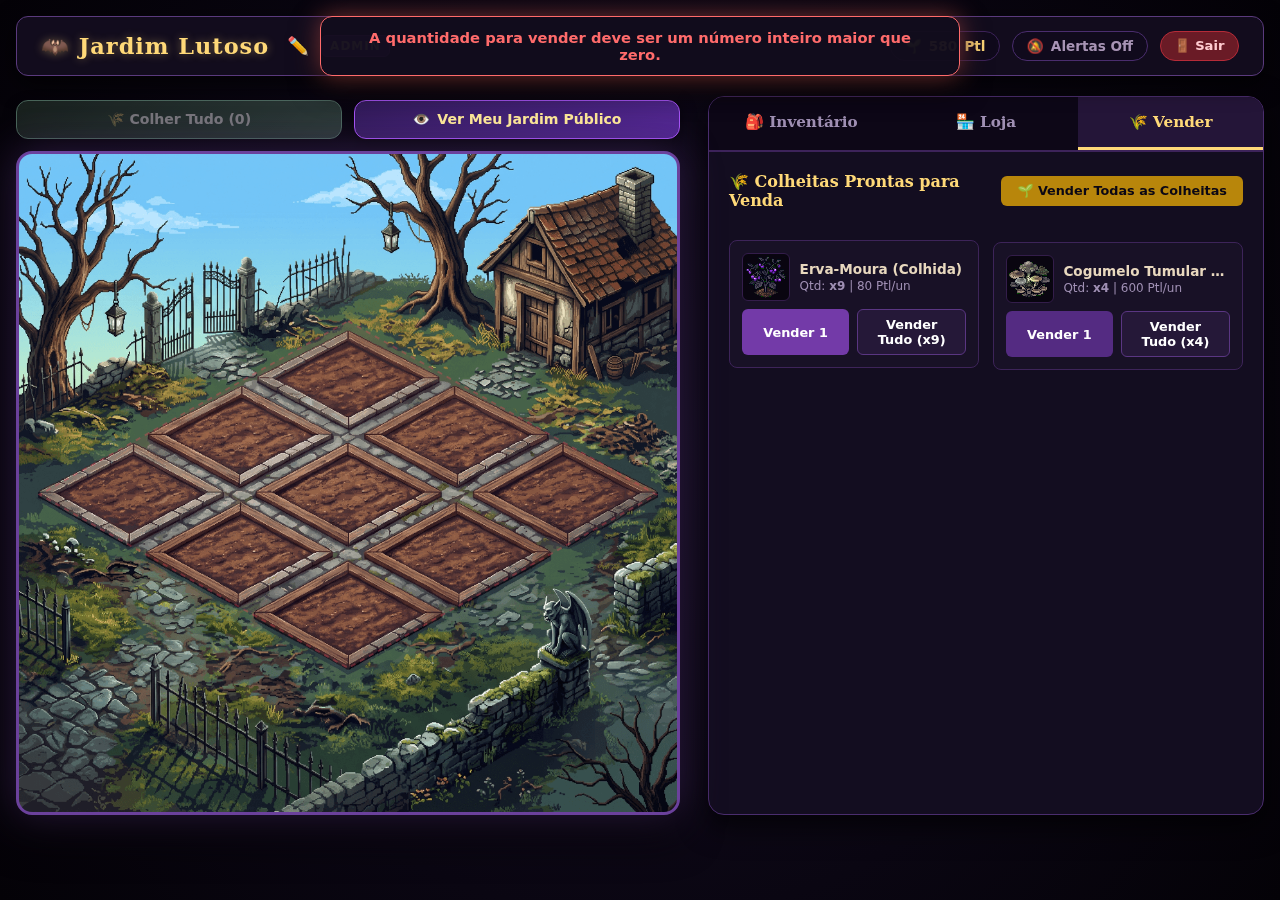 Jardim Lutoso
A quantidade para vender deve ser um número inteiro maior que
zero.
580 Ptl
Alertas Off
Sair
Colher Tudo (0)
Ver Meu Jardim Público
Inventário
Loja
Vender
Colheitas Prontas para
Venda
Vender Todas as Colheitas
Erva-Moura (Colhida)
Qtd: x9 | 80 Ptl/un
Vender 1
Vender
Tudo (x9)
Cogumelo Tumular ...
Qtd: x4 | 600 Ptl/un
Vender 1
Vender
Tudo (x4)